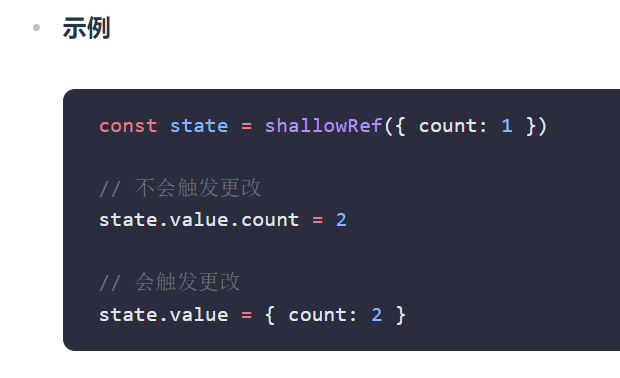 示例
const state = shallowRef({ count: 1 })
// 不会触发更改
state.value.count = 2
// 会触发更改
state.value = { count: 2 }